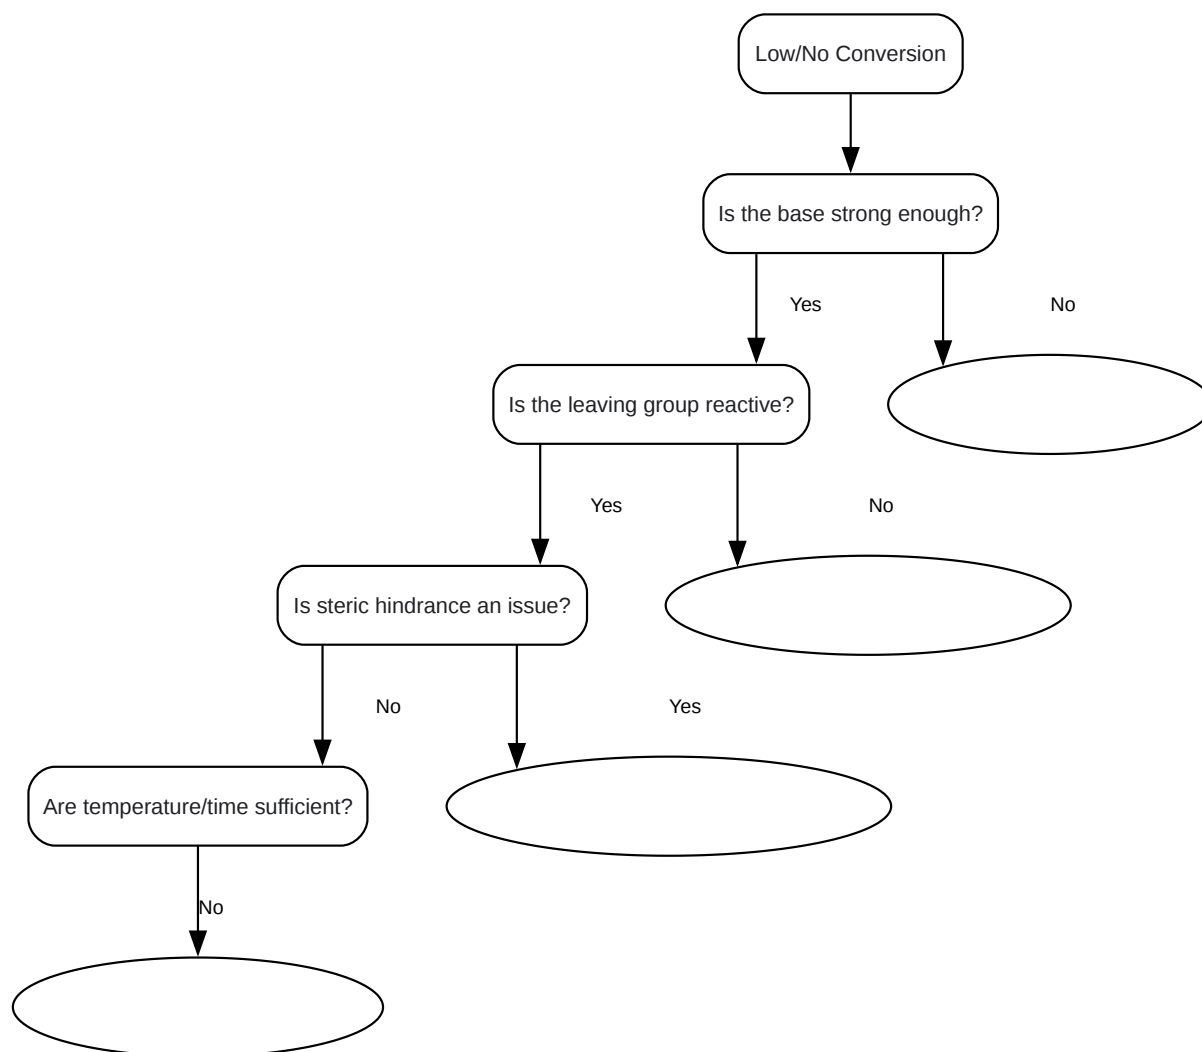 Low/No Conversion
Is the base strong enough?
Yes
No
Is the leaving group reactive?
Yes
No
Is steric hindrance an issue?
No
Yes
Are temperature/time sufficient?
No